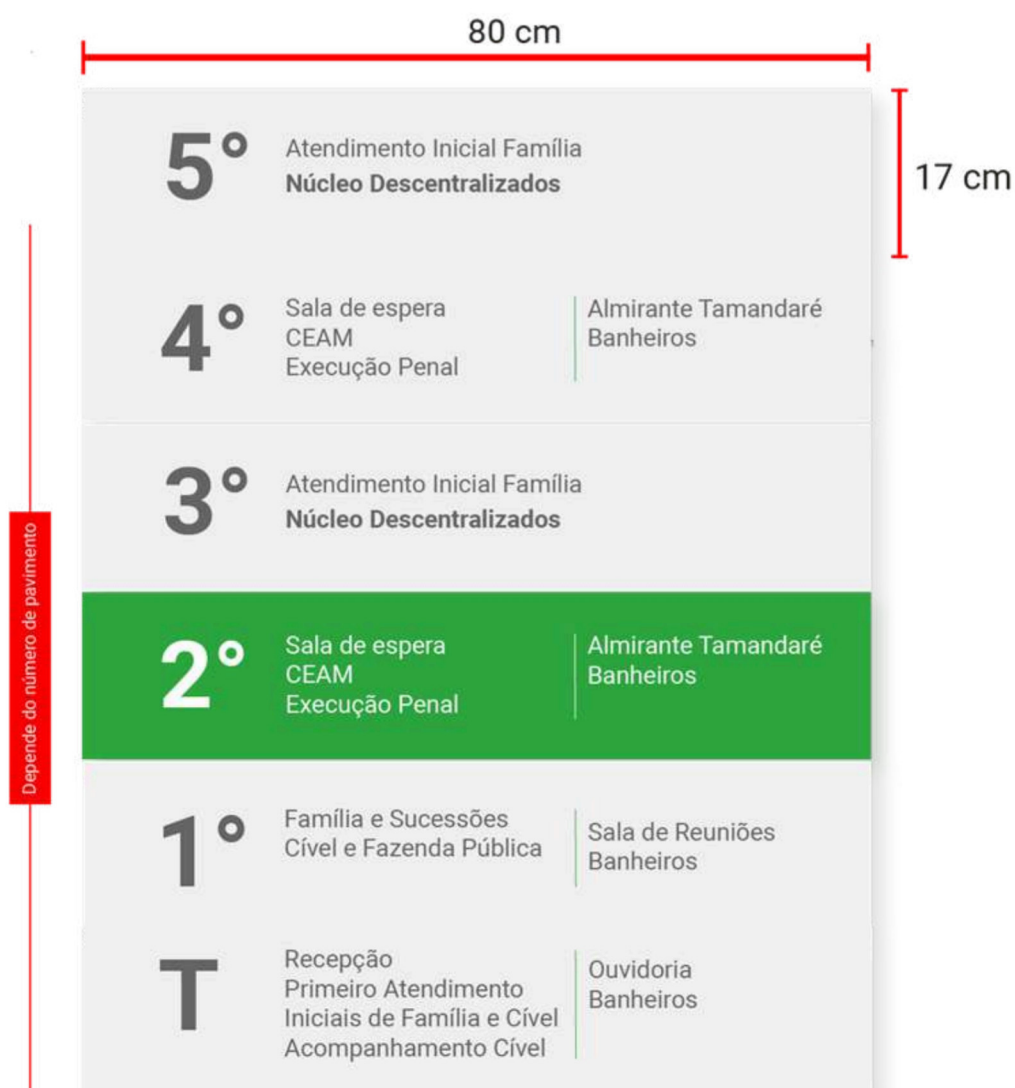 80 cm
17 cm
5°
Atendimento Inicial Família
Núcleo Descentralizados
4°
Sala de espera
CEAM
Execução Penal
Almirante Tamandaré
Banheiros
3°
Atendimento Inicial Família
Núcleo Descentralizados
Depende do número de pavimento
2°
Sala de espera
CEAM
Execução Penal
Almirante Tamandaré
Banheiros
1°
Família e Sucessões
Cível e Fazenda Pública
Sala de Reuniões
Banheiros
T
Recepção
Primeiro Atendimento
Iniciais de Família e Cível
Acompanhamento Cível
Ouvidoria
Banheiros